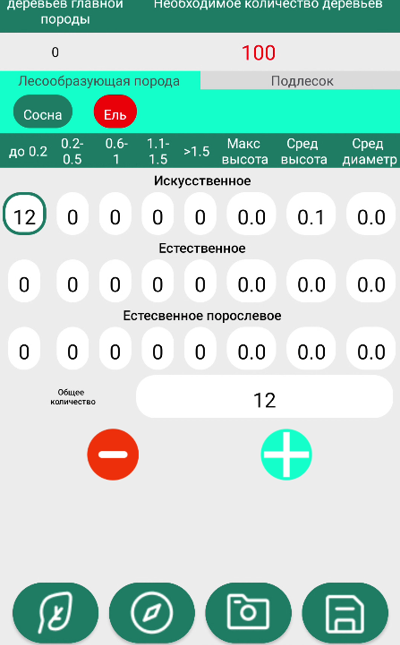 деревьев главной породы
Необходимое количество деревьев
0
100
Лесообразующая порода
Подлесок
Сосна
Ель
до 0.2 0.2-0.5 0.6-1 1.1-1.5 >1.5 Макс высота Сред высота Сред диаметр
Искусственное
12 0 0 0 0 0.0 0.1 0.0
Естественное
0 0 0 0 0 0.0 0.0 0.0
Естесвенное порослевое
0 0 0 0 0 0.0 0.0 0.0
Общее количество
12